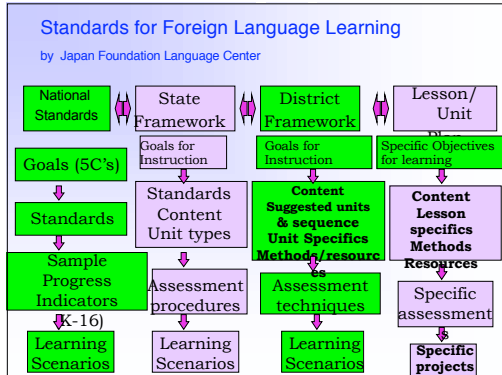 Standards for Foreign Language Learning
by Japan Foundation Language Center
National
Standards
State
Framework
District
Framework
Lesson/
Unit
Goals for
Instruction
Goals for
Instruction
Specific Objectives
for learning
Goals (5C's)
Standards
Sample
Progress
Indicators
K-16)
Learning
Scenarios
Standards
Content
Unit types
Assessment
procedures
Learning
Scenarios
Content
Suggested units
& sequence
Unit Specifics
Methods/resources
Assessment
techniques
Learning
Scenarios
Content
Lesson
specifics
Methods
Resources
Specific
assessments
Specific
projects